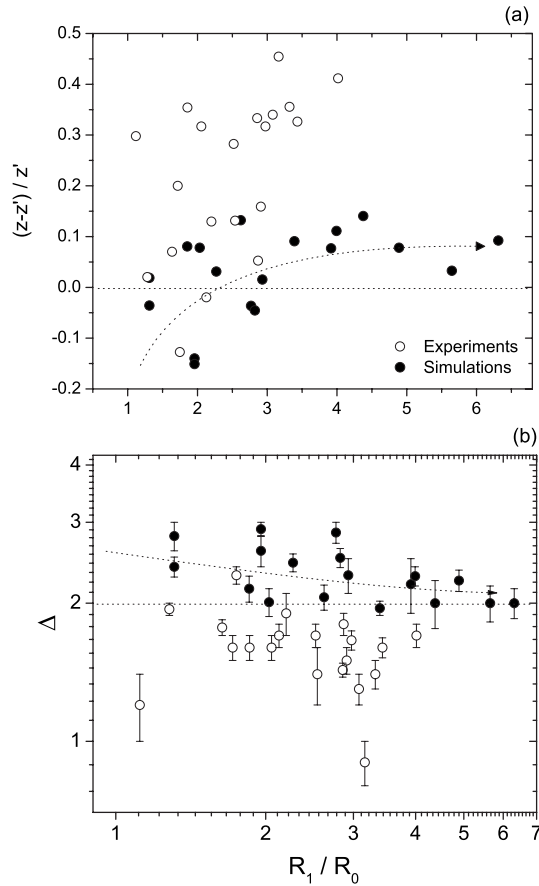 (a)
0.5
0.4
0.3
0.2
0.1
0.0
-0.1
-0.2
(z-z') / z'
Experiments
Simulations
1 2 3 4 5 6
(b)
4
3
2
1
Δ
1 2 3 4 5 6 7
R1 / R0